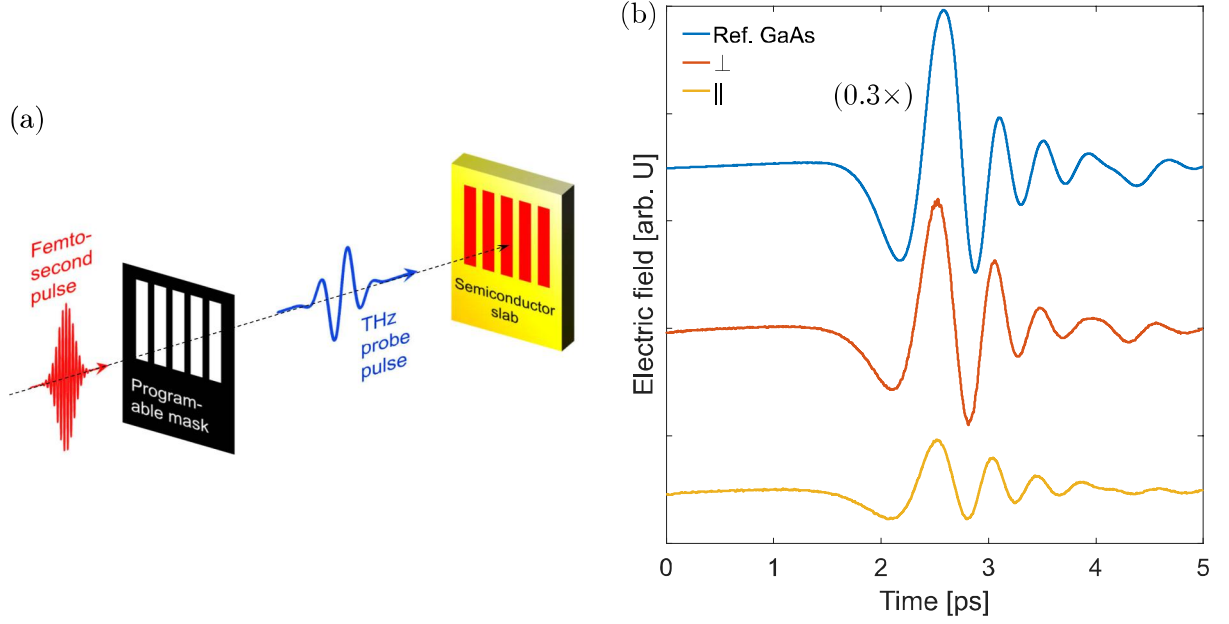 (a)
Femto-
second
pulse
Program-
able mask
THz
probe
pulse
Semiconductor
slab
(b)
Ref. GaAs
⊥
∥
(0.3×)
Electric field [arb. U]
0 1 2 3 4 5
Time [ps]